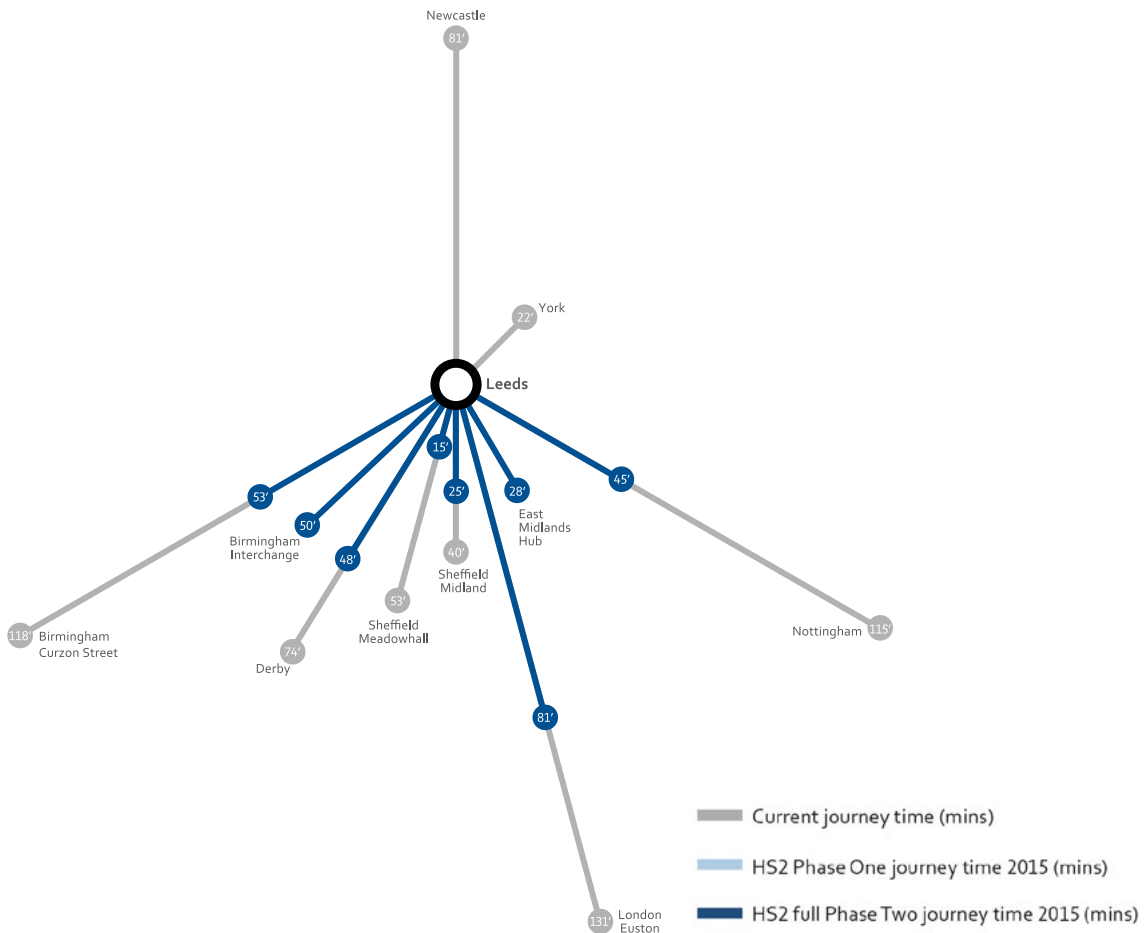 Newcastle
81'
22'
York
Leeds
15'
53'
45'
25'
28'
50'
East
Midlands
Hub
Birmingham
Interchange
48'
40'
Sheffield
Midland
53'
Sheffield
Meadowhall
118'
Birmingham
Curzon Street
Nottingham
115'
74'
Derby
81'
Current journey time (mins)
HS2 Phase One journey time 2015 (mins)
HS2 full Phase Two journey time 2015 (mins)
131'
London
Euston